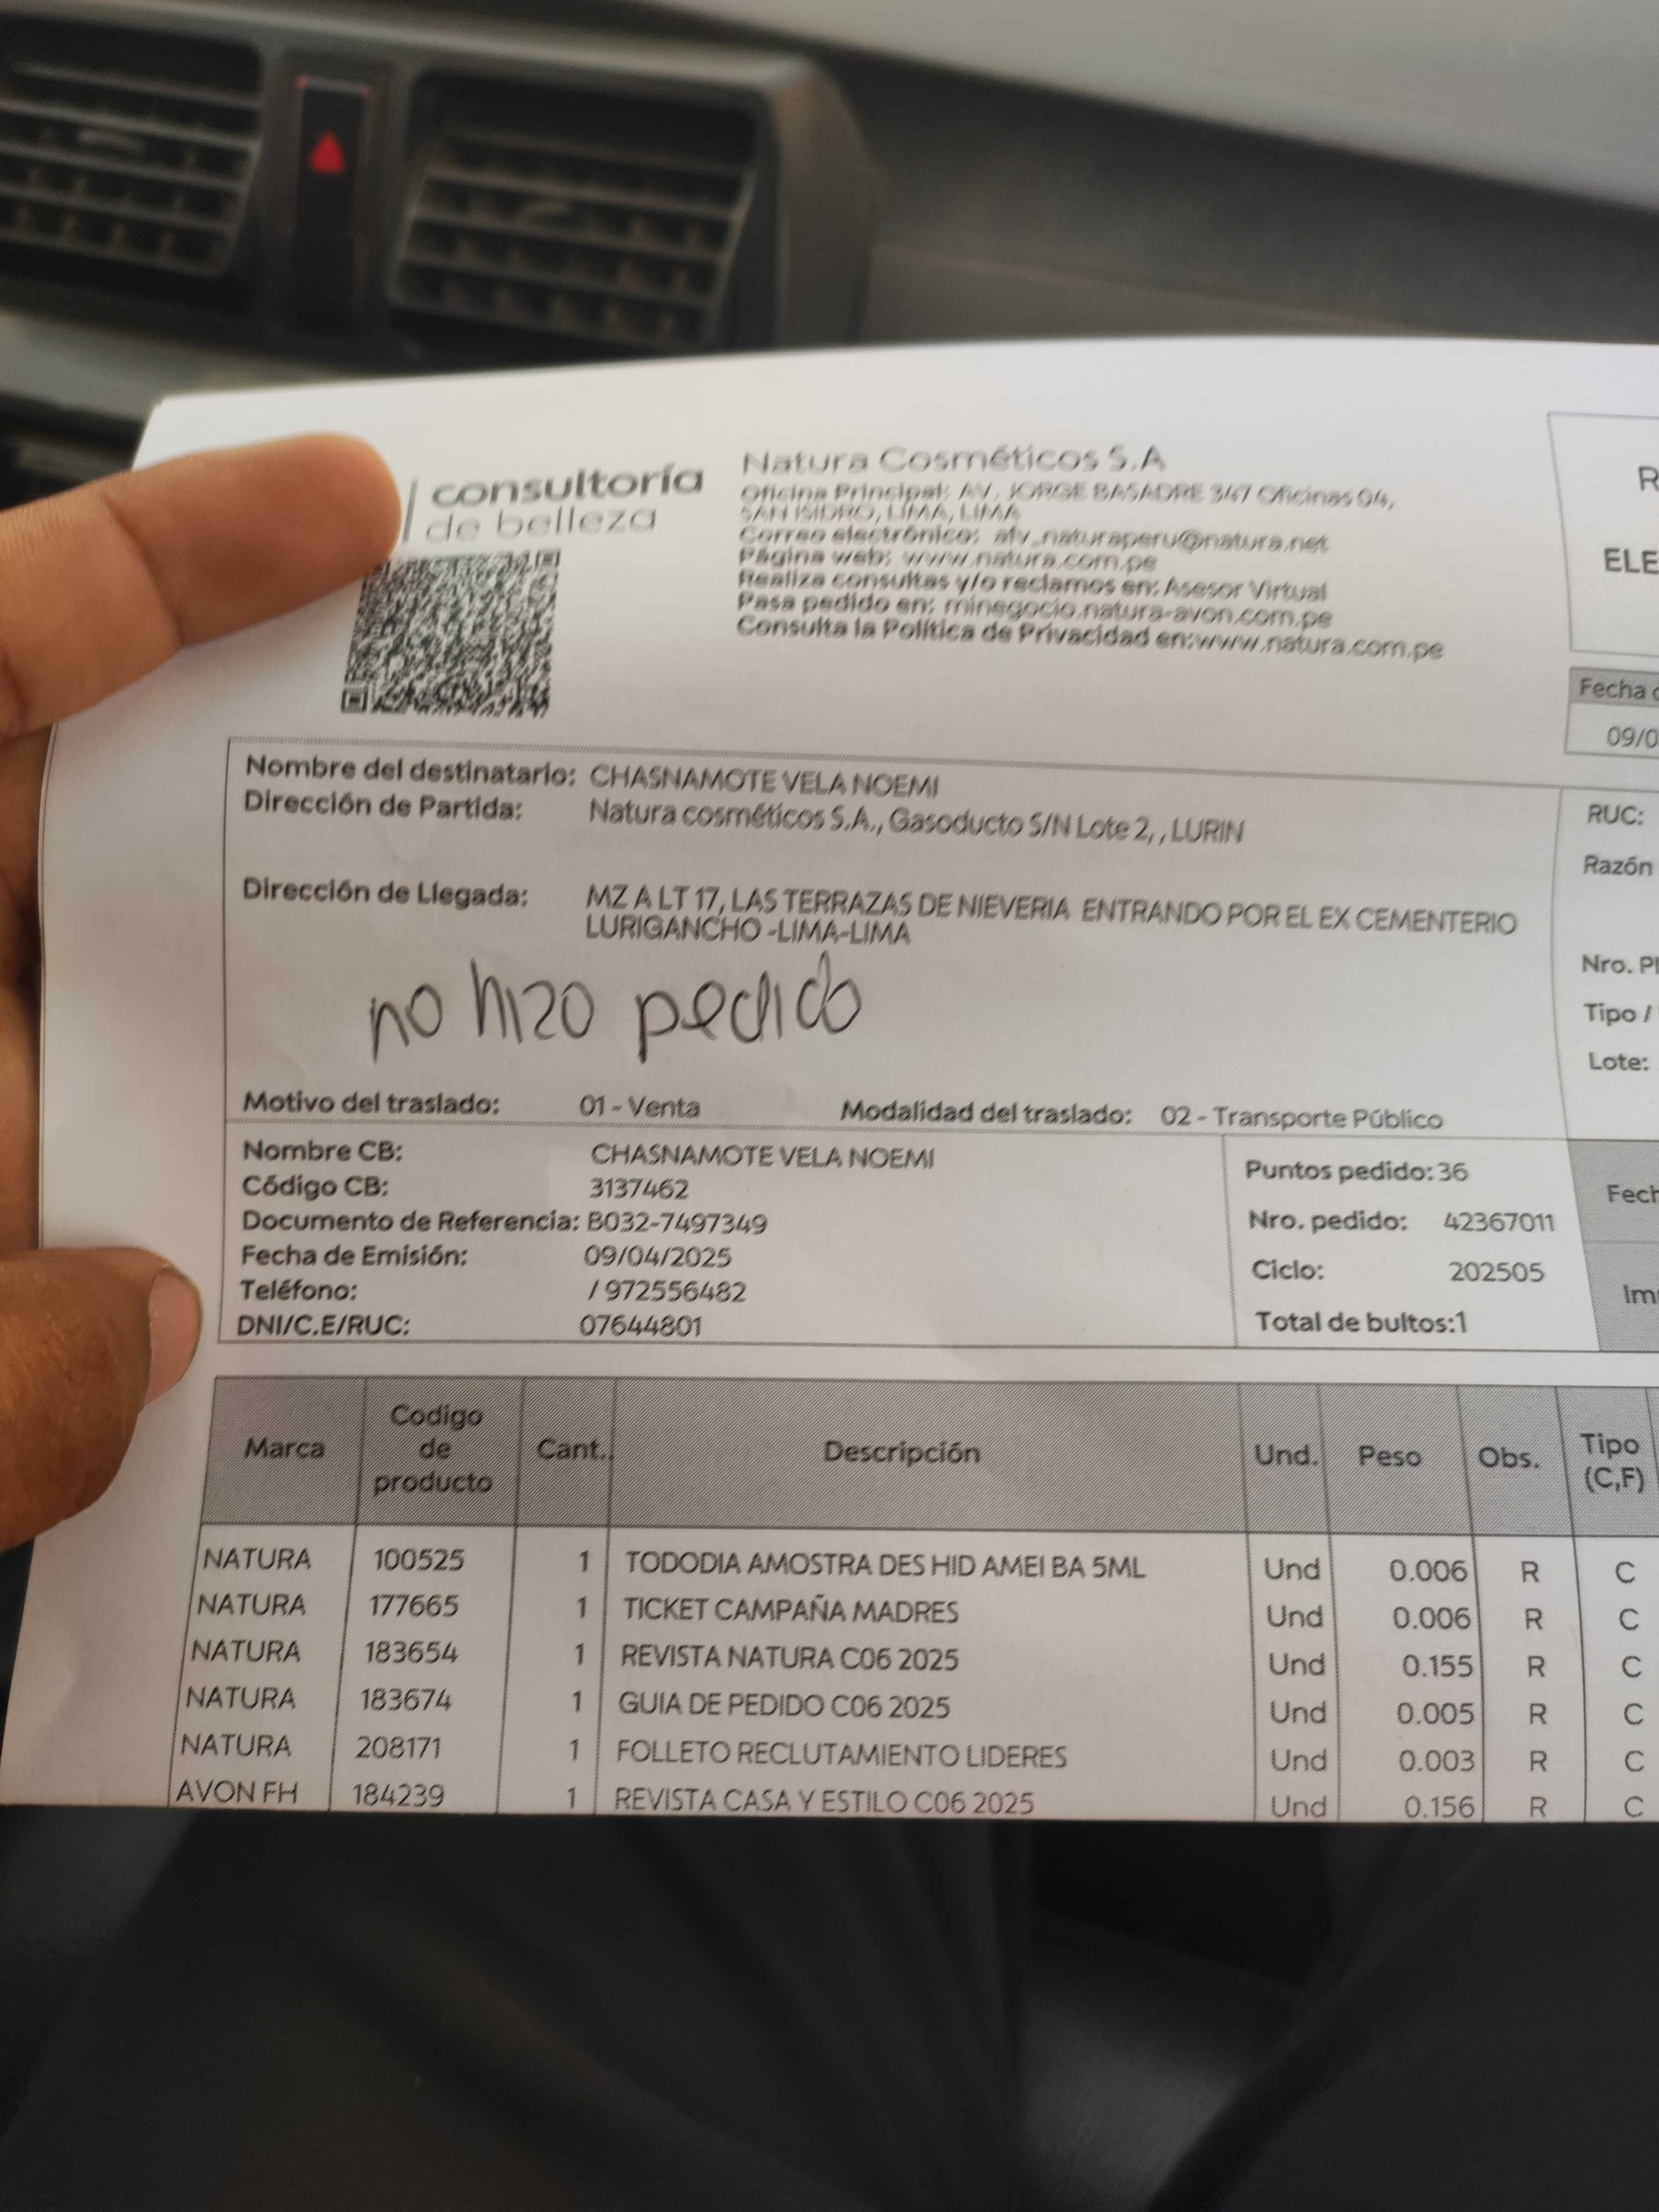 consultoría
de belleza
Natura Cosméticos S.A
Oficina Principal: AV. JORGE BASADRE 347 Oficinas 04,
SAN ISIDRO, LIMA, LIMA
Correo electrónico: afv_naturaperu@natura.net
Página web: www.natura.com.pe
Realiza consultas y/o reclamos en: Asesor Virtual
Pasa pedido en: minegocio.natura-avon.com.pe
Consulta la Política de Privacidad en:www.natura.com.pe
R
ELE
Fecha
09/0
Nombre del destinatario: CHASNAMOTE VELA NOEMI
Dirección de Partida: Natura cosméticos S.A., Gasoducto S/N Lote 2, , LURIN
RUC:
Razón
Dirección de Llegada: MZ A LT 17, LAS TERRAZAS DE NIEVERIA ENTRANDO POR EL EX CEMENTERIO
LURIGANCHO -LIMA-LIMA
Nro. Pl
Tipo /
Lote:
no hizo pedido
Motivo del traslado: 01 - Venta Modalidad del traslado: 02 - Transporte Público
Nombre CB: CHASNAMOTE VELA NOEMI
Código CB: 3137462
Documento de Referencia: B032-7497349
Fecha de Emisión: 09/04/2025
Teléfono: / 972556482
DNI/C.E/RUC: 07644801
Puntos pedido: 36
Nro. pedido: 42367011
Ciclo: 202505
Total de bultos:1
Fech
Im
Marca Codigo de producto Cant. Descripción Und. Peso Obs. Tipo (C,F)
NATURA 100525 1 TODODIA AMOSTRA DES HID AMEI BA 5ML Und 0.006 R C
NATURA 177665 1 TICKET CAMPAÑA MADRES Und 0.006 R C
NATURA 183654 1 REVISTA NATURA C06 2025 Und 0.155 R C
NATURA 183674 1 GUIA DE PEDIDO C06 2025 Und 0.005 R C
NATURA 208171 1 FOLLETO RECLUTAMIENTO LIDERES Und 0.003 R C
AVON FH 184239 1 REVISTA CASA Y ESTILO C06 2025 Und 0.156 R C